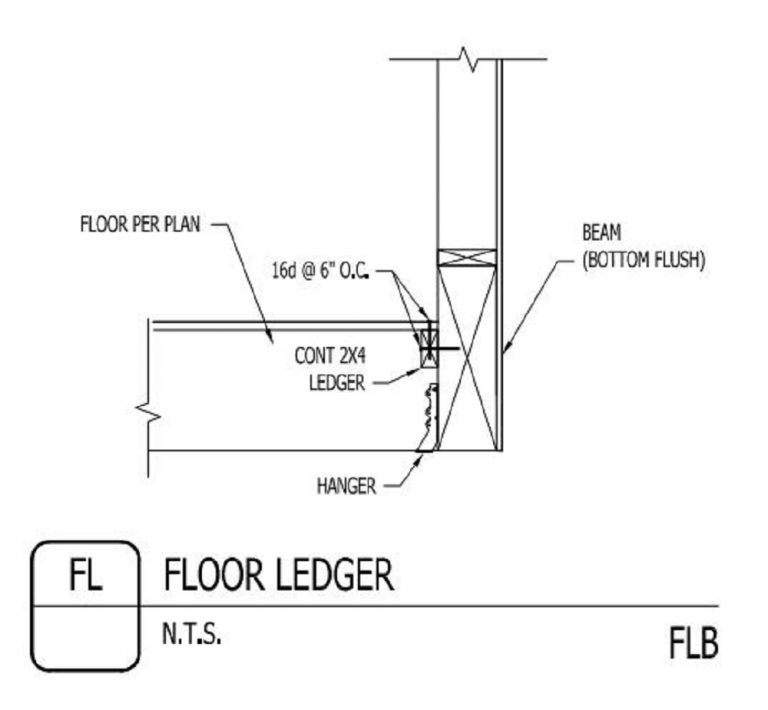 FLOOR PER PLAN
BEAM
(BOTTOM FLUSH)
16d @ 6" O.C.
CONT 2X4
LEDGER
HANGER
FL
FLOOR LEDGER
N.T.S.
FLB